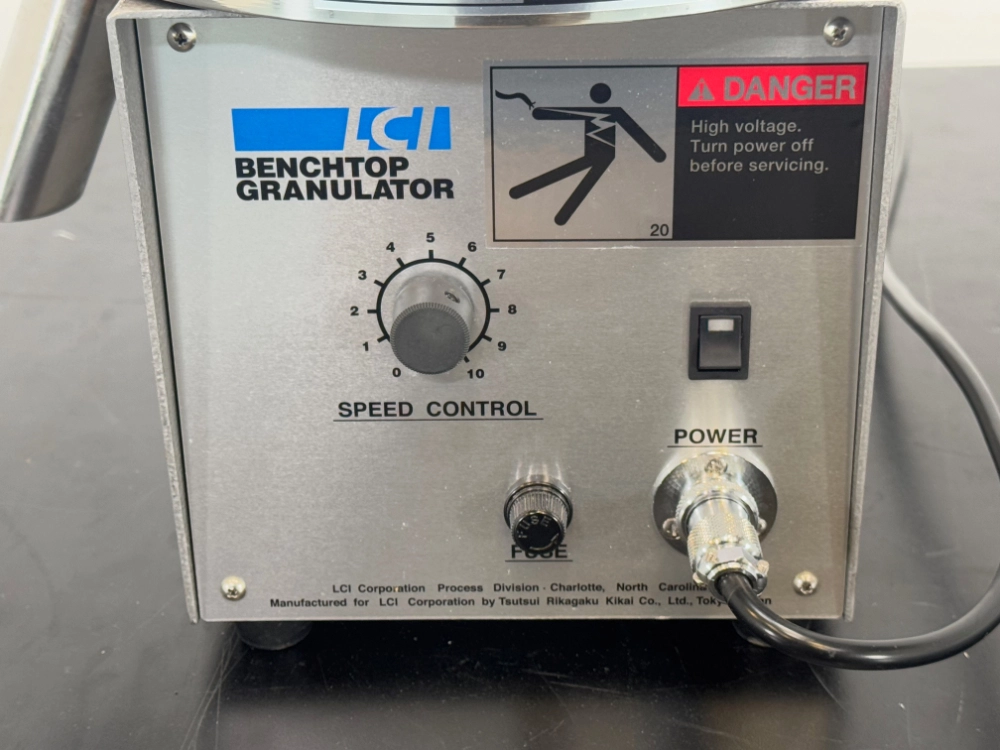 LCI
BENCHTOP
GRANULATOR
DANGER
High voltage.
Turn power off
before servicing.
20
0
1
2
3
4
5
6
7
8
9
10
SPEED CONTROL
POWER
FUSE
FUSE
LCI Corporation Process Division · Charlotte, North Carolina
Manufactured for LCI Corporation by Tsutsui Rikagaku Kikai Co., Ltd.,